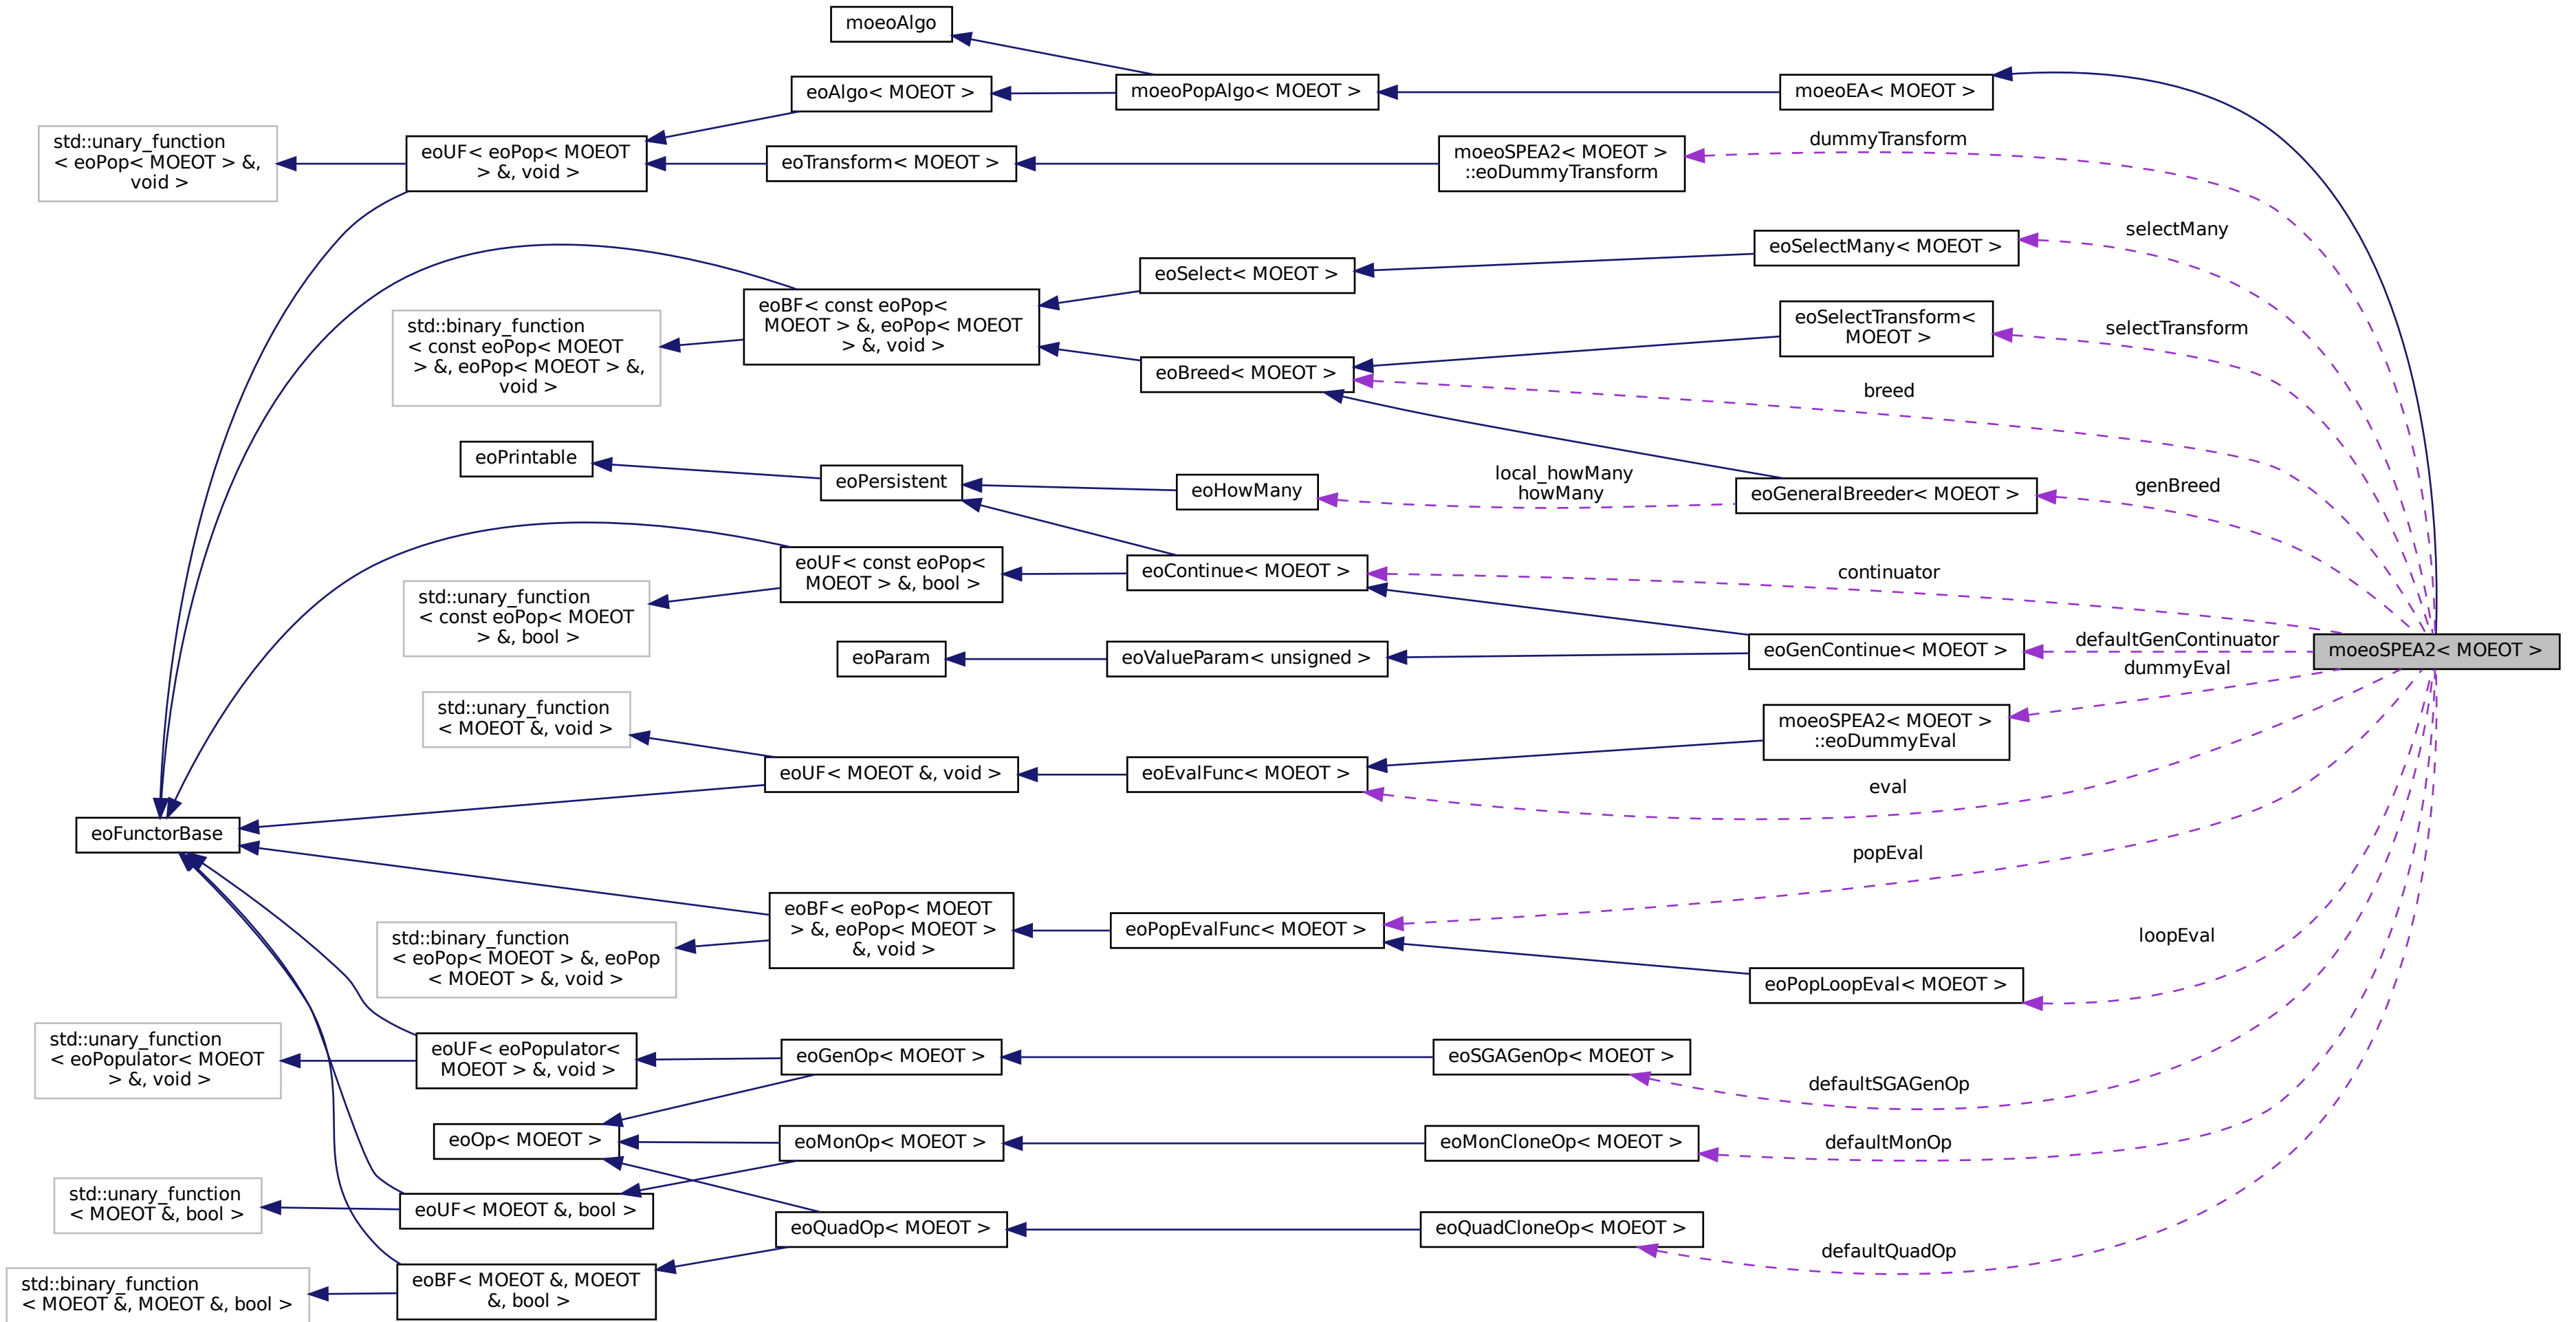 moeoAlgo
eoAlgo< MOEOT >
moeoPopAlgo< MOEOT >
moeoEA< MOEOT >
std::unary_function
< eoPop< MOEOT > &,
void >
eoUF< eoPop< MOEOT
> &, void >
eoTransform< MOEOT >
moeoSPEA2< MOEOT >
::eoDummyTransform
dummyTransform
selectMany
eoSelectMany< MOEOT >
eoSelect< MOEOT >
eoBF< const eoPop<
MOEOT > &, eoPop< MOEOT
> &, void >
std::binary_function
< const eoPop< MOEOT
> &, eoPop< MOEOT > &,
void >
eoSelectTransform<
MOEOT >
selectTransform
eoBreed< MOEOT >
breed
eoPrintable
eoPersistent
eoHowMany
local_howMany
howMany
eoGeneralBreeder< MOEOT >
genBreed
eoUF< const eoPop<
MOEOT > &, bool >
eoContinue< MOEOT >
continuator
std::unary_function
< const eoPop< MOEOT
> &, bool >
eoParam
eoValueParam< unsigned >
eoGenContinue< MOEOT >
defaultGenContinuator
moeoSPEA2< MOEOT >
dummyEval
std::unary_function
< MOEOT &, void >
moeoSPEA2< MOEOT >
::eoDummyEval
eoUF< MOEOT &, void >
eoEvalFunc< MOEOT >
eval
eoFunctorBase
popEval
eoBF< eoPop< MOEOT
> &, eoPop< MOEOT >
&, void >
eoPopEvalFunc< MOEOT >
std::binary_function
< eoPop< MOEOT > &, eoPop
< MOEOT > &, void >
loopEval
eoPopLoopEval< MOEOT >
std::unary_function
< eoPopulator< MOEOT
> &, void >
eoUF< eoPopulator<
MOEOT > &, void >
eoGenOp< MOEOT >
eoSGAGenOp< MOEOT >
defaultSGAGenOp
eoOp< MOEOT >
eoMonOp< MOEOT >
eoMonCloneOp< MOEOT >
defaultMonOp
std::unary_function
< MOEOT &, bool >
eoUF< MOEOT &, bool >
eoQuadOp< MOEOT >
eoQuadCloneOp< MOEOT >
defaultQuadOp
std::binary_function
< MOEOT &, MOEOT &, bool >
eoBF< MOEOT &, MOEOT
&, bool >